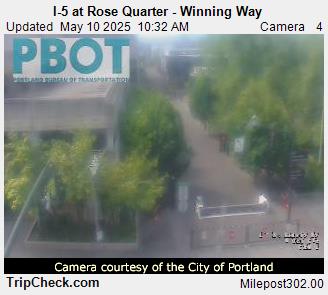 I-5 at Rose Quarter - Winning Way
Updated May 10 2025 10:32 AM Camera 4
PBOT
PORTLAND BUREAU OF TRANSPORTATION
Camera courtesy of the City of Portland
TripCheck.com Milepost302.00